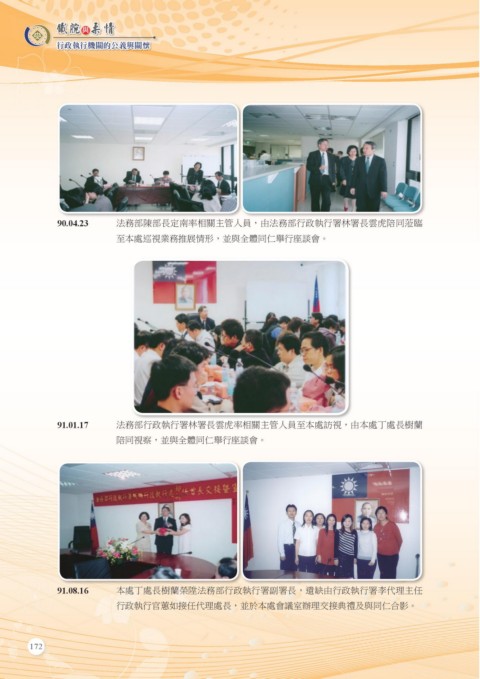 鐵腕與柔情
行政執行機關的公義與關懷
90.04.23 法務部陳部長定南率相關主管人員，由法務部行政執行署林署長雲虎陪同蒞臨
至本處巡視業務推展情形，並與全體同仁舉行座談會。
91.01.17 法務部行政執行署林署長雲虎率相關主管人員至本處訪視，由本處丁處長樹蘭
陪同視察，並與全體同仁舉行座談會。
91.08.16 本處丁處長樹蘭榮陞法務部行政執行署副署長，遺缺由行政執行署李代理主任
行政執行官蕙如接任代理處長，並於本處會議室辦理交接典禮及與同仁合影。
172